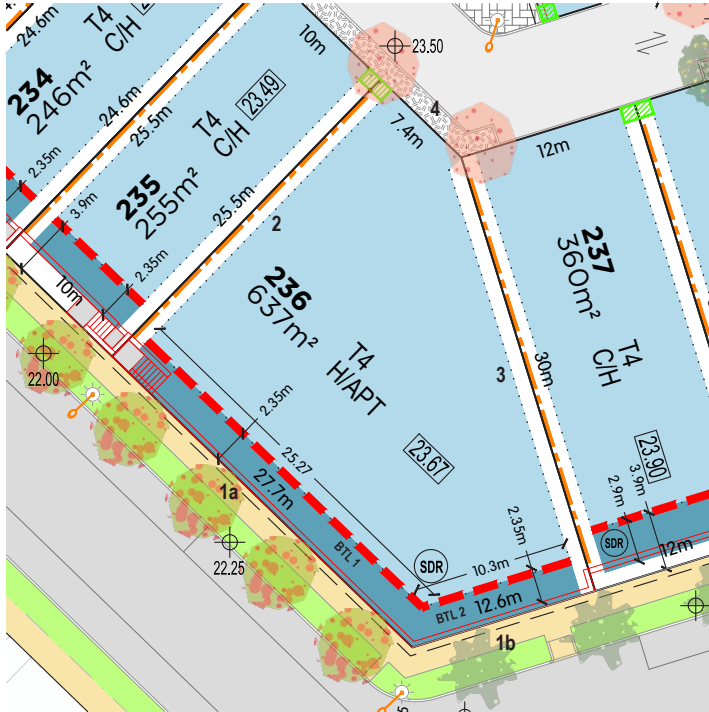 24.6m
T4
C/H
10m
23.50
234
246m²
24.6m
25.5m
T4
C/H
23.49
4
7.4m
12m
2.35m
3.9m
235
255m²
25.5m
2
2.35m
10m
236
637m²
T4
H/APT
237
360m²
T4
C/H
3
30m
22.00
2.35m
25.27
27.7m
1a
23.67
23.90
2.9m
3.9m
2.35m
22.25
BTL 1
SDR
10.3m
SDR
12m
BTL 2
12.6m
1b